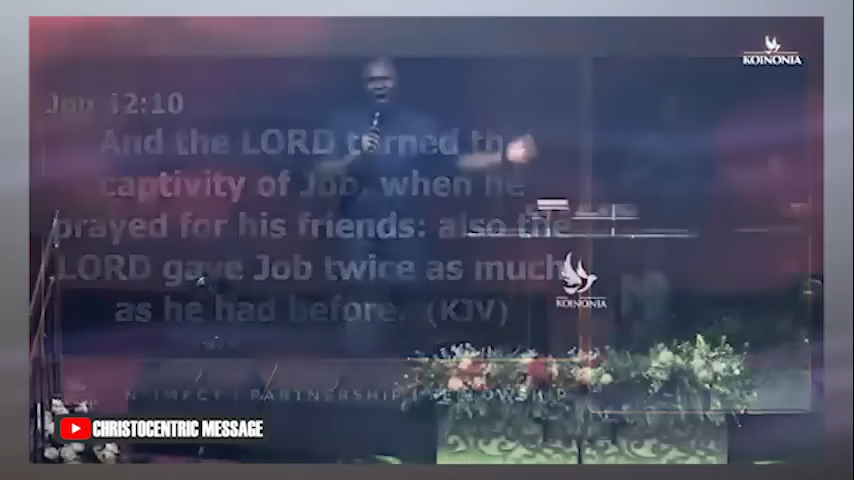 KOINONIA
Job 42:10
And the LORD turned the
captivity of Job, when he
prayed for his friends: also the
LORD gave Job twice as much
as he had before. (KJV)
KOINONIA
PARTNERSHIP | FELLOWSHIP
CHRISTOCENTRIC MESSAGE